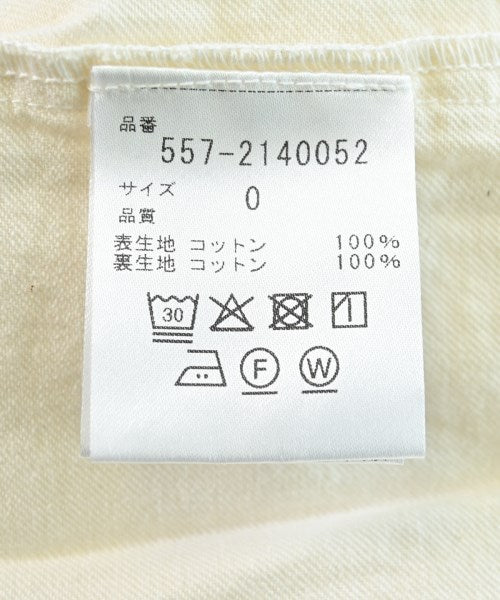 品番
557-2140052
サイズ
0
品質
表生地 コットン 100%
裏生地 コットン 100%
30
F W